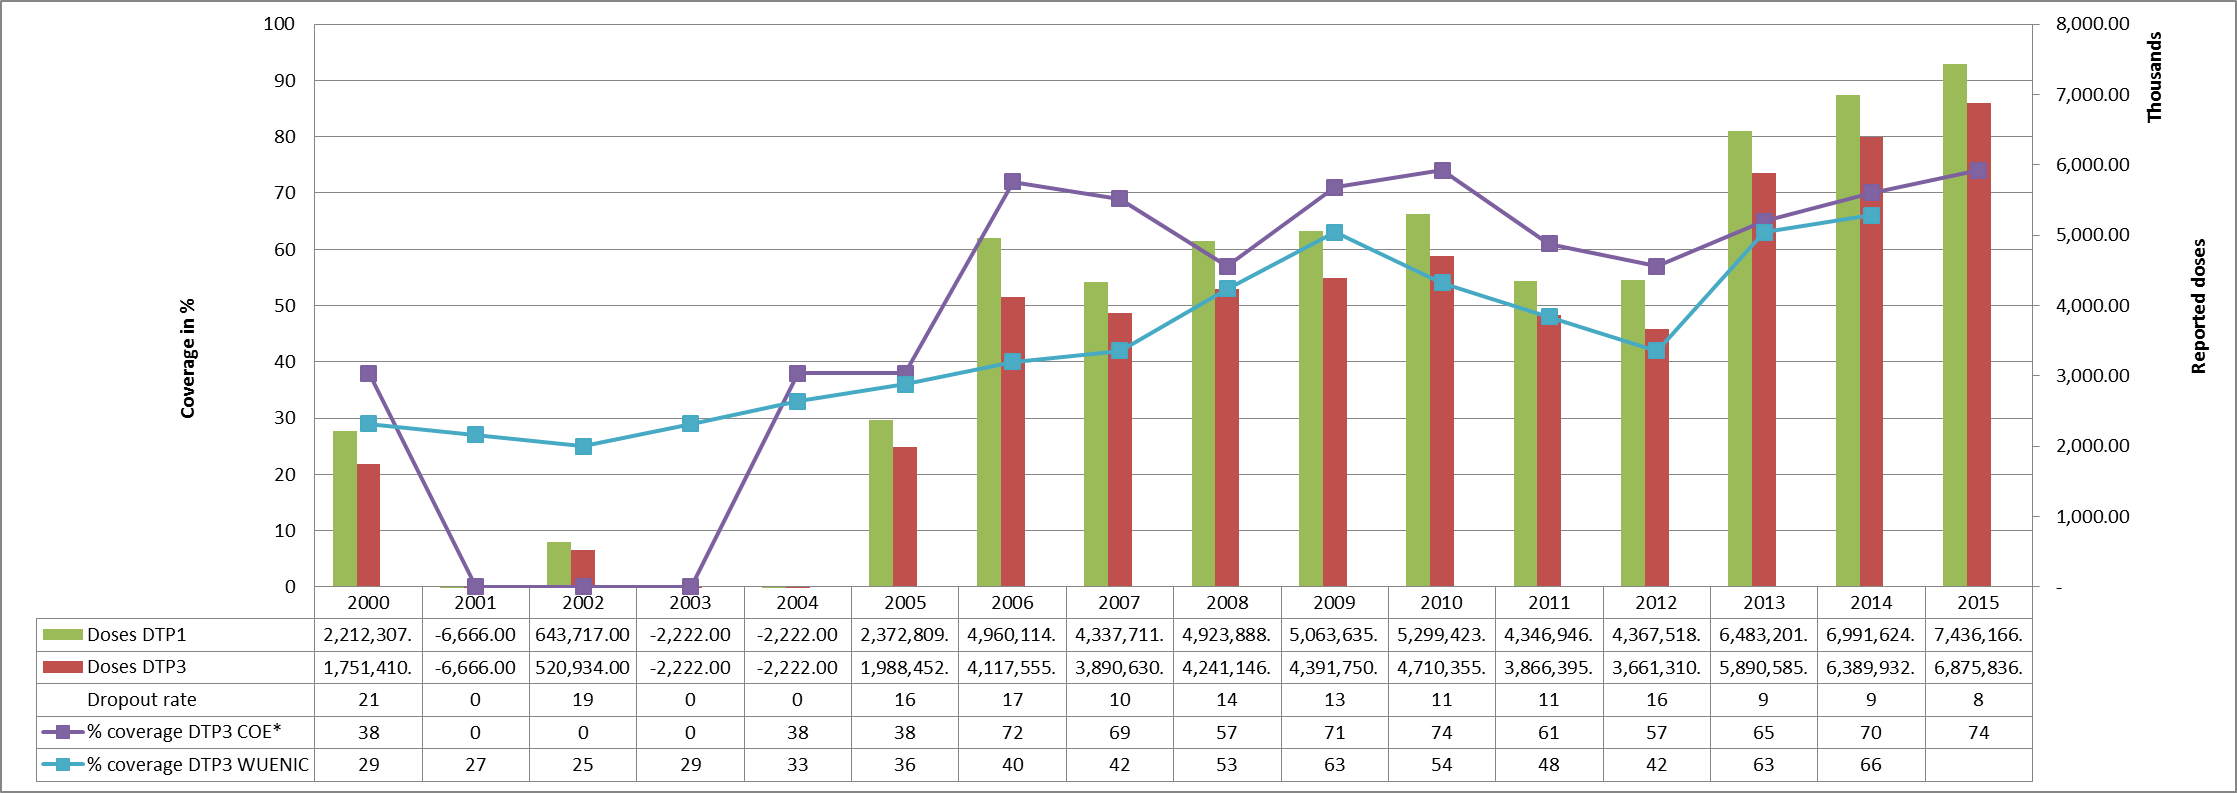 100
90
80
70
60
50
40
30
20
10
0
Coverage in %
8,000.00
7,000.00
6,000.00
5,000.00
4,000.00
3,000.00
2,000.00
1,000.00
-
Thousands
Reported doses
2000 2001 2002 2003 2004 2005 2006 2007 2008 2009 2010 2011 2012 2013 2014 2015
Doses DTP1 2,212,307. -6,666.00 643,717.00 -2,222.00 -2,222.00 2,372,809. 4,960,114. 4,337,711. 4,923,888. 5,063,635. 5,299,423. 4,346,946. 4,367,518. 6,483,201. 6,991,624. 7,436,166.
Doses DTP3 1,751,410. -6,666.00 520,934.00 -2,222.00 -2,222.00 1,988,452. 4,117,555. 3,890,630. 4,241,146. 4,391,750. 4,710,355. 3,866,395. 3,661,310. 5,890,585. 6,389,932. 6,875,836.
Dropout rate 21 0 19 0 0 16 17 10 14 13 11 11 16 9 9 8
% coverage DTP3 COE* 38 0 0 0 38 38 72 69 57 71 74 61 57 65 70 74
% coverage DTP3 WUENIC 29 27 25 29 33 36 40 42 53 63 54 48 42 63 66